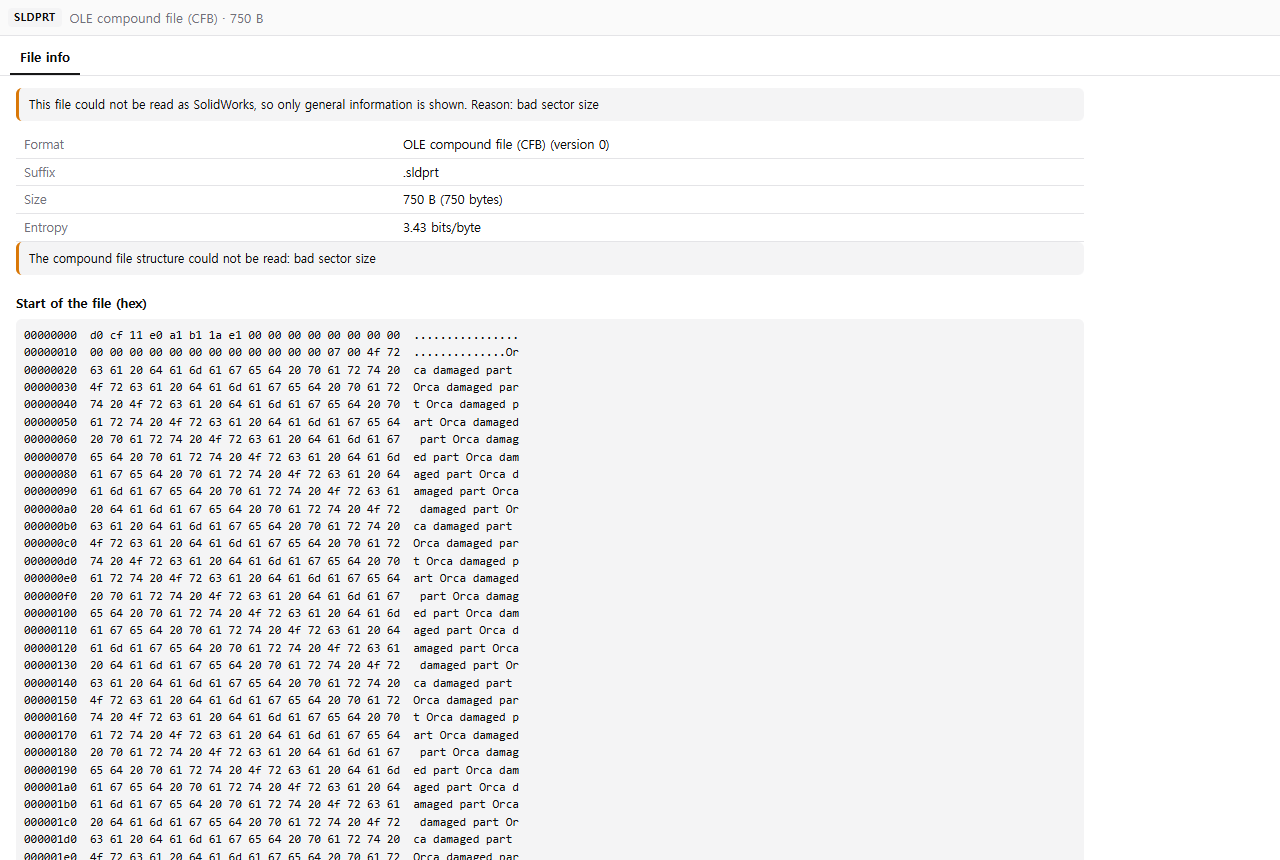 SLDPRT OLE compound file (CFB) · 750 B
File info
This file could not be read as SolidWorks, so only general information is shown. Reason: bad sector size
Format OLE compound file (CFB) (version 0)
Suffix .sldprt
Size 750 B (750 bytes)
Entropy 3.43 bits/byte
The compound file structure could not be read: bad sector size
Start of the file (hex)
00000000  d0 cf 11 e0 a1 b1 1a e1 00 00 00 00 00 00 00 00  ................
00000010  00 00 00 00 00 00 00 00 00 00 00 00 07 00 4f 72  ..............Or
00000020  63 61 20 64 61 6d 61 67 65 64 20 70 61 72 74 20  ca damaged part
00000030  4f 72 63 61 20 64 61 6d 61 67 65 64 20 70 61 72  Orca damaged par
00000040  74 20 4f 72 63 61 20 64 61 6d 61 67 65 64 20 70  t Orca damaged p
00000050  61 72 74 20 4f 72 63 61 20 64 61 6d 61 67 65 64  art Orca damaged
00000060  20 70 61 72 74 20 4f 72 63 61 20 64 61 6d 61 67   part Orca damag
00000070  65 64 20 70 61 72 74 20 4f 72 63 61 20 64 61 6d  ed part Orca dam
00000080  61 67 65 64 20 70 61 72 74 20 4f 72 63 61 20 64  aged part Orca d
00000090  61 6d 61 67 65 64 20 70 61 72 74 20 4f 72 63 61  amaged part Orca
000000a0  20 64 61 6d 61 67 65 64 20 70 61 72 74 20 4f 72   damaged part Or
000000b0  63 61 20 64 61 6d 61 67 65 64 20 70 61 72 74 20  ca damaged part
000000c0  4f 72 63 61 20 64 61 6d 61 67 65 64 20 70 61 72  Orca damaged par
000000d0  74 20 4f 72 63 61 20 64 61 6d 61 67 65 64 20 70  t Orca damaged p
000000e0  61 72 74 20 4f 72 63 61 20 64 61 6d 61 67 65 64  art Orca damaged
000000f0  20 70 61 72 74 20 4f 72 63 61 20 64 61 6d 61 67   part Orca damag
00000100  65 64 20 70 61 72 74 20 4f 72 63 61 20 64 61 6d  ed part Orca dam
00000110  61 67 65 64 20 70 61 72 74 20 4f 72 63 61 20 64  aged part Orca d
00000120  61 6d 61 67 65 64 20 70 61 72 74 20 4f 72 63 61  amaged part Orca
00000130  20 64 61 6d 61 67 65 64 20 70 61 72 74 20 4f 72   damaged part Or
00000140  63 61 20 64 61 6d 61 67 65 64 20 70 61 72 74 20  ca damaged part
00000150  4f 72 63 61 20 64 61 6d 61 67 65 64 20 70 61 72  Orca damaged par
00000160  74 20 4f 72 63 61 20 64 61 6d 61 67 65 64 20 70  t Orca damaged p
00000170  61 72 74 20 4f 72 63 61 20 64 61 6d 61 67 65 64  art Orca damaged
00000180  20 70 61 72 74 20 4f 72 63 61 20 64 61 6d 61 67   part Orca damag
00000190  65 64 20 70 61 72 74 20 4f 72 63 61 20 64 61 6d  ed part Orca dam
000001a0  61 67 65 64 20 70 61 72 74 20 4f 72 63 61 20 64  aged part Orca d
000001b0  61 6d 61 67 65 64 20 70 61 72 74 20 4f 72 63 61  amaged part Orca
000001c0  20 64 61 6d 61 67 65 64 20 70 61 72 74 20 4f 72   damaged part Or
000001d0  63 61 20 64 61 6d 61 67 65 64 20 70 61 72 74 20  ca damaged part
000001e0  4f 72 63 61 20 64 61 6d 61 67 65 64 20 70 61 72  Orca damaged par